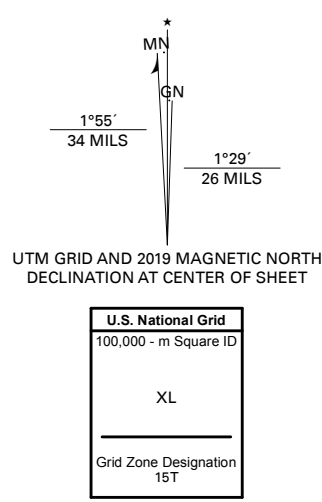 ★
MN
GN
1°55´
34 MILS
1°29´
26 MILS
UTM GRID AND 2019 MAGNETIC NORTH
DECLINATION AT CENTER OF SHEET
U.S. National Grid
100,000 - m Square ID
XL
Grid Zone Designation
15T